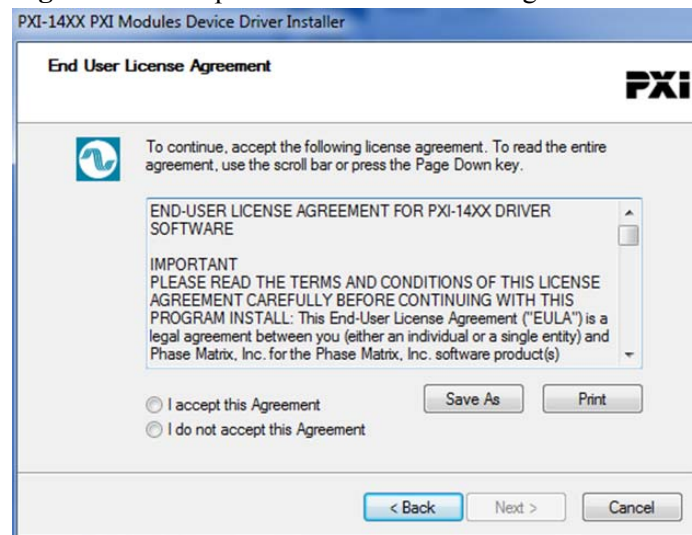 PXI-14XX PXI Modules Device Driver Installer
End User License Agreement
PXI
To continue, accept the following license agreement. To read the entire
agreement, use the scroll bar or press the Page Down key.
END-USER LICENSE AGREEMENT FOR PXI-14XX DRIVER
SOFTWARE
IMPORTANT
PLEASE READ THE TERMS AND CONDITIONS OF THIS LICENSE
AGREEMENT CAREFULLY BEFORE CONTINUING WITH THIS
PROGRAM INSTALL: This End-User License Agreement ("EULA") is a
legal agreement between you (either an individual or a single entity) and
Phase Matrix, Inc. for the Phase Matrix, Inc. software product(s)
I accept this Agreement
Save As
Print
I do not accept this Agreement
< Back
Next >
Cancel